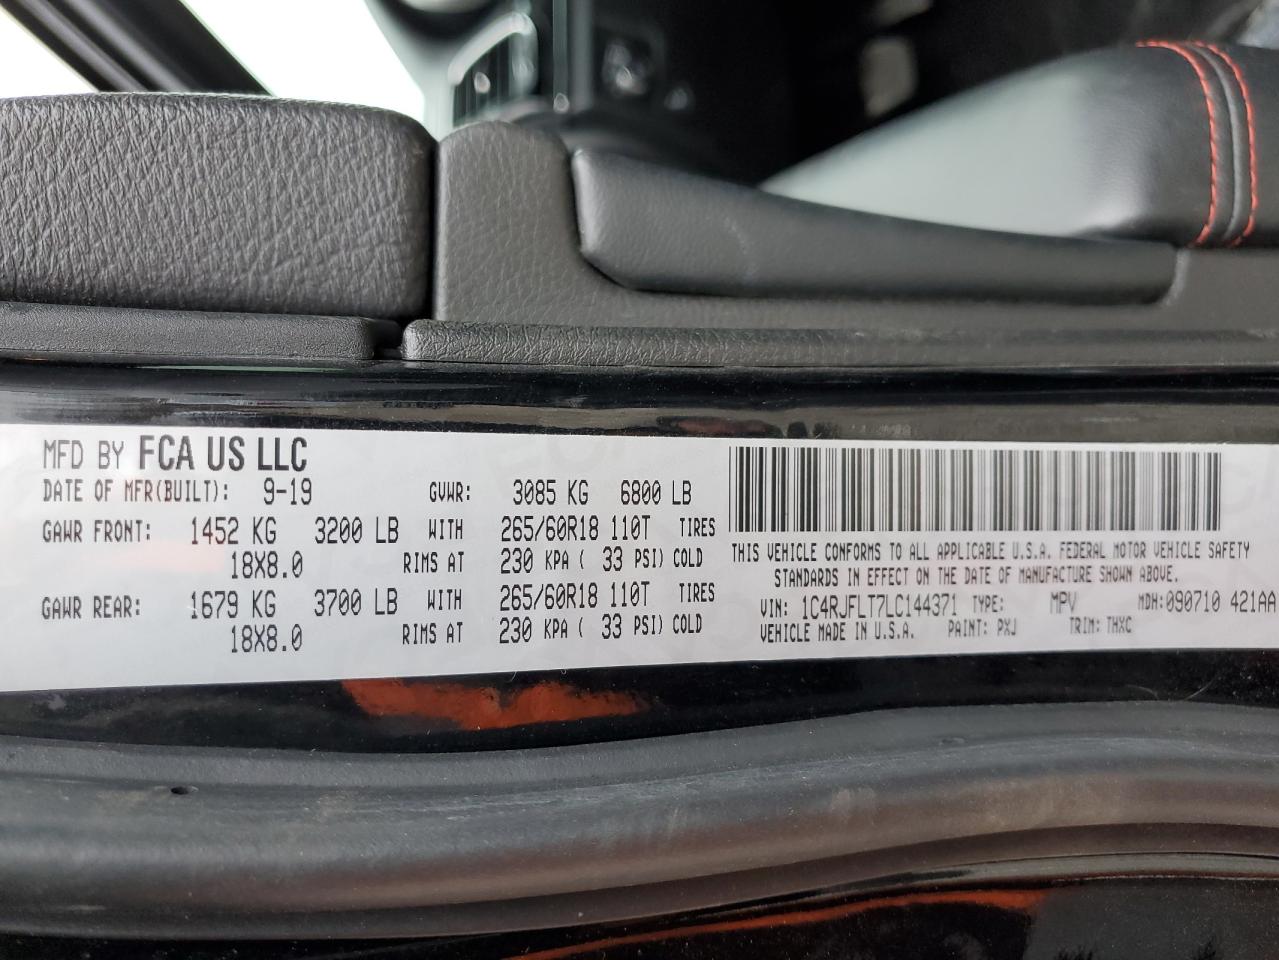 MFD BY FCA US LLC
DATE OF MFR(BUILT): 9-19 GVWR: 3085 KG 6800 LB
GAWR FRONT: 1452 KG 3200 LB WITH 265/60R18 110T TIRES
18X8.0 RIMS AT 230 KPA ( 33 PSI) COLD
GAWR REAR: 1679 KG 3700 LB WITH 265/60R18 110T TIRES
18X8.0 RIMS AT 230 KPA ( 33 PSI) COLD
THIS VEHICLE CONFORMS TO ALL APPLICABLE U.S.A. FEDERAL MOTOR VEHICLE SAFETY
STANDARDS IN EFFECT ON THE DATE OF MANUFACTURE SHOWN ABOVE.
VIN: 1C4RJFLT7LC144371 TYPE: MPV MDH:090710 421AA
VEHICLE MADE IN U.S.A. PAINT: PXJ TRIM: THXC